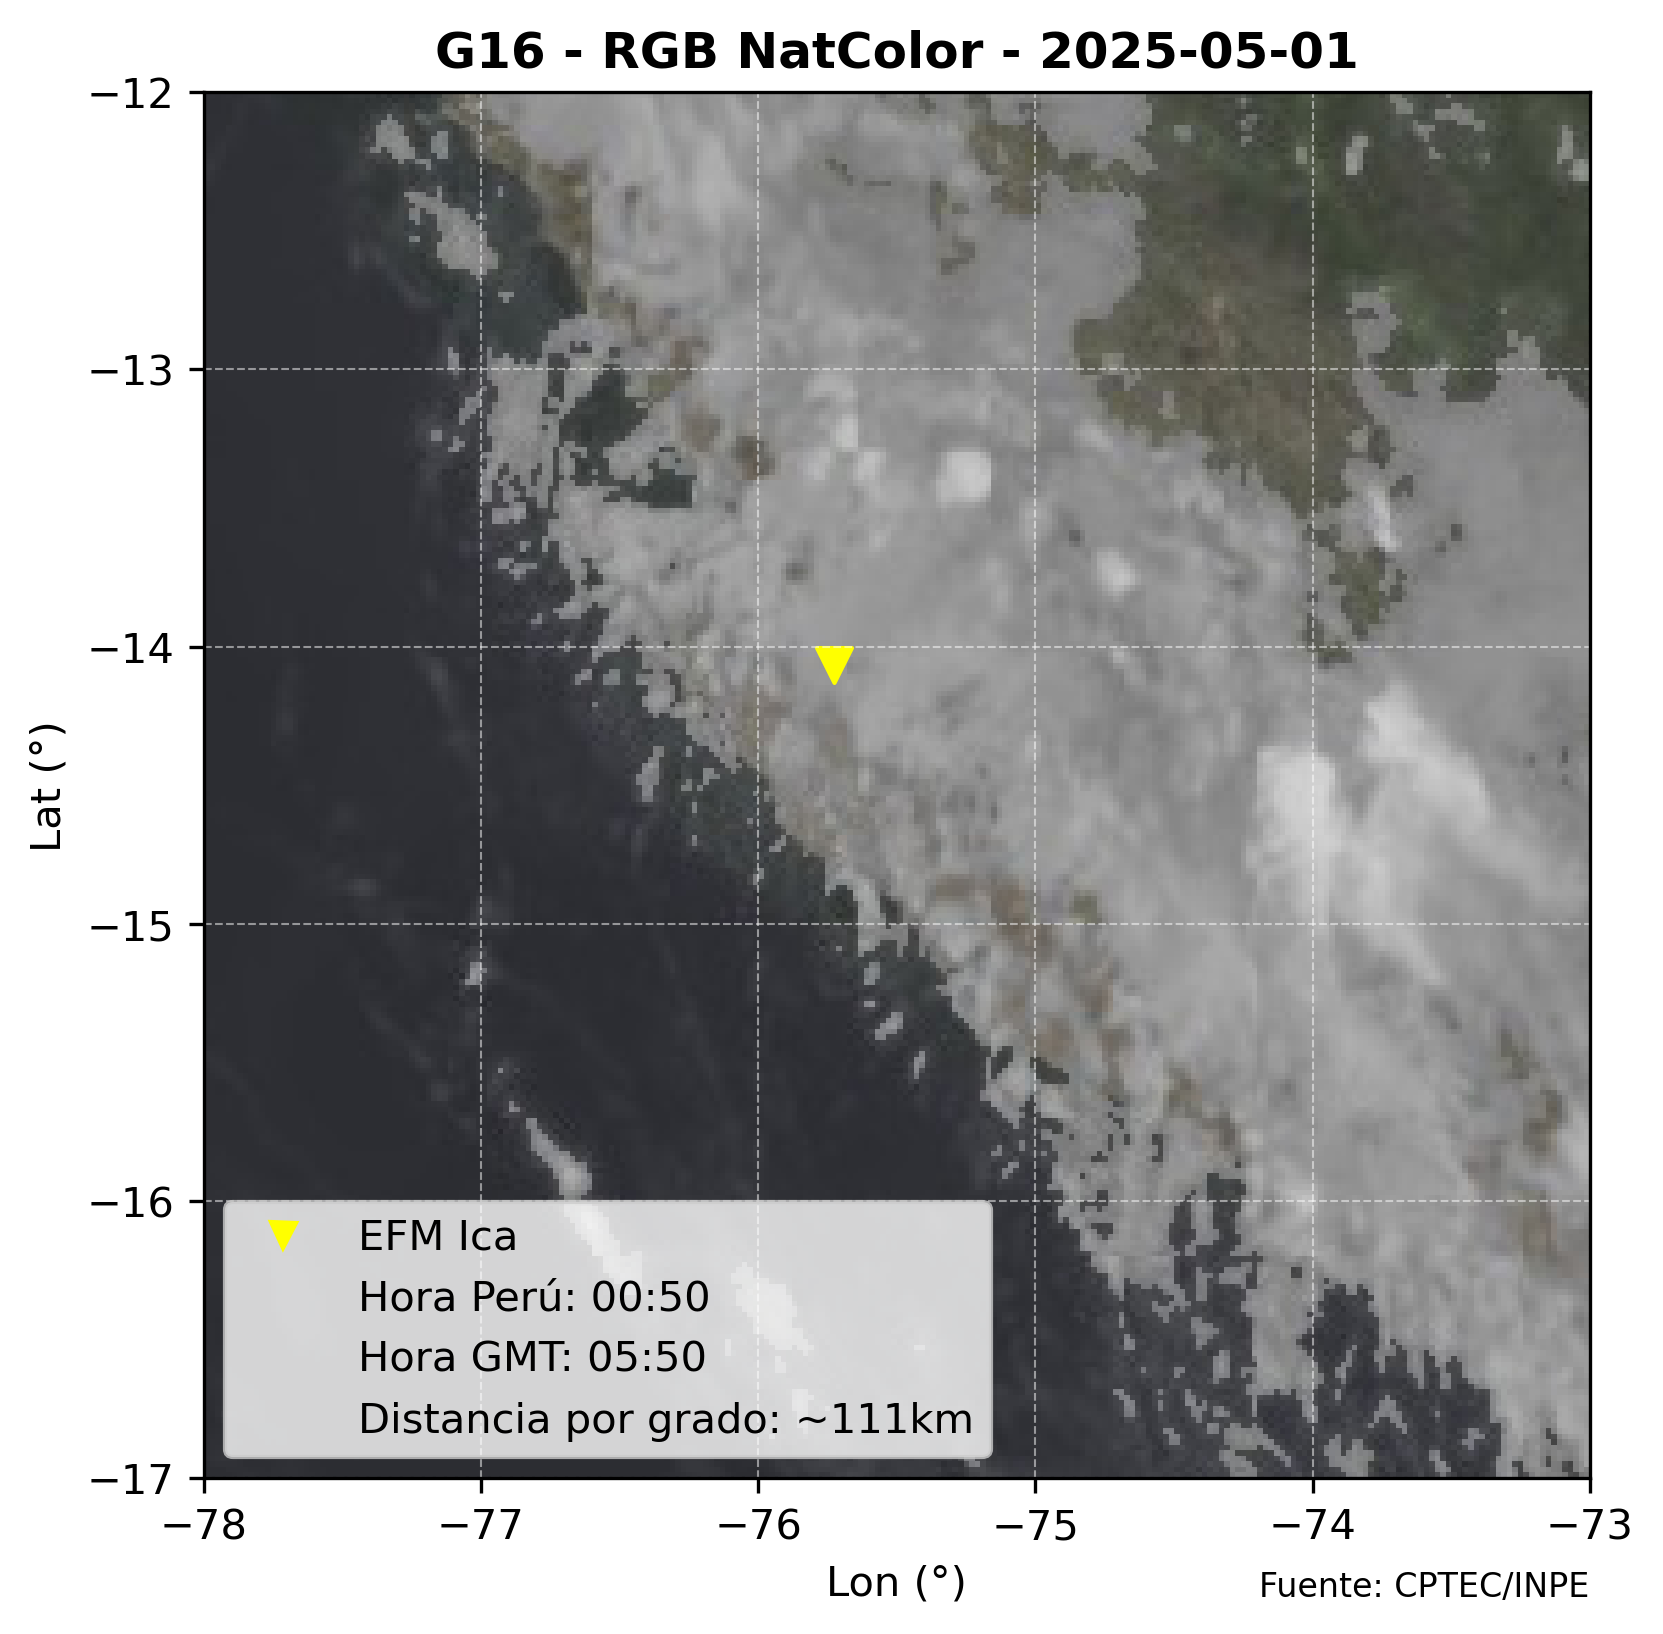 G16 - RGB NatColor - 2025-05-01
−12
−13
−14
−15
−16
−17
Lat (°)
EFM Ica
Hora Perú: 00:50
Hora GMT: 05:50
Distancia por grado: ~111km
−78 −77 −76 −75 −74 −73
Lon (°)
Fuente: CPTEC/INPE